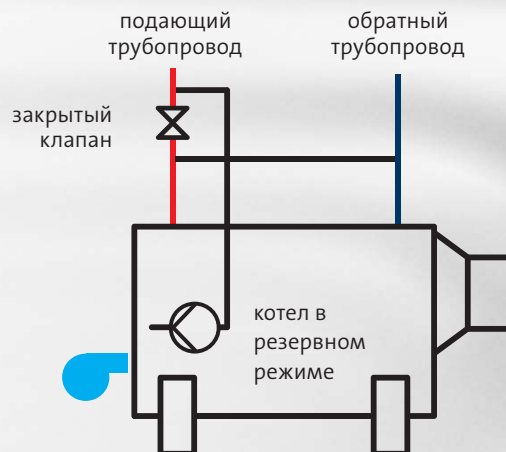 подающий
трубопровод
обратный
трубопровод
закрытый
клапан
котел в
резервном
режиме